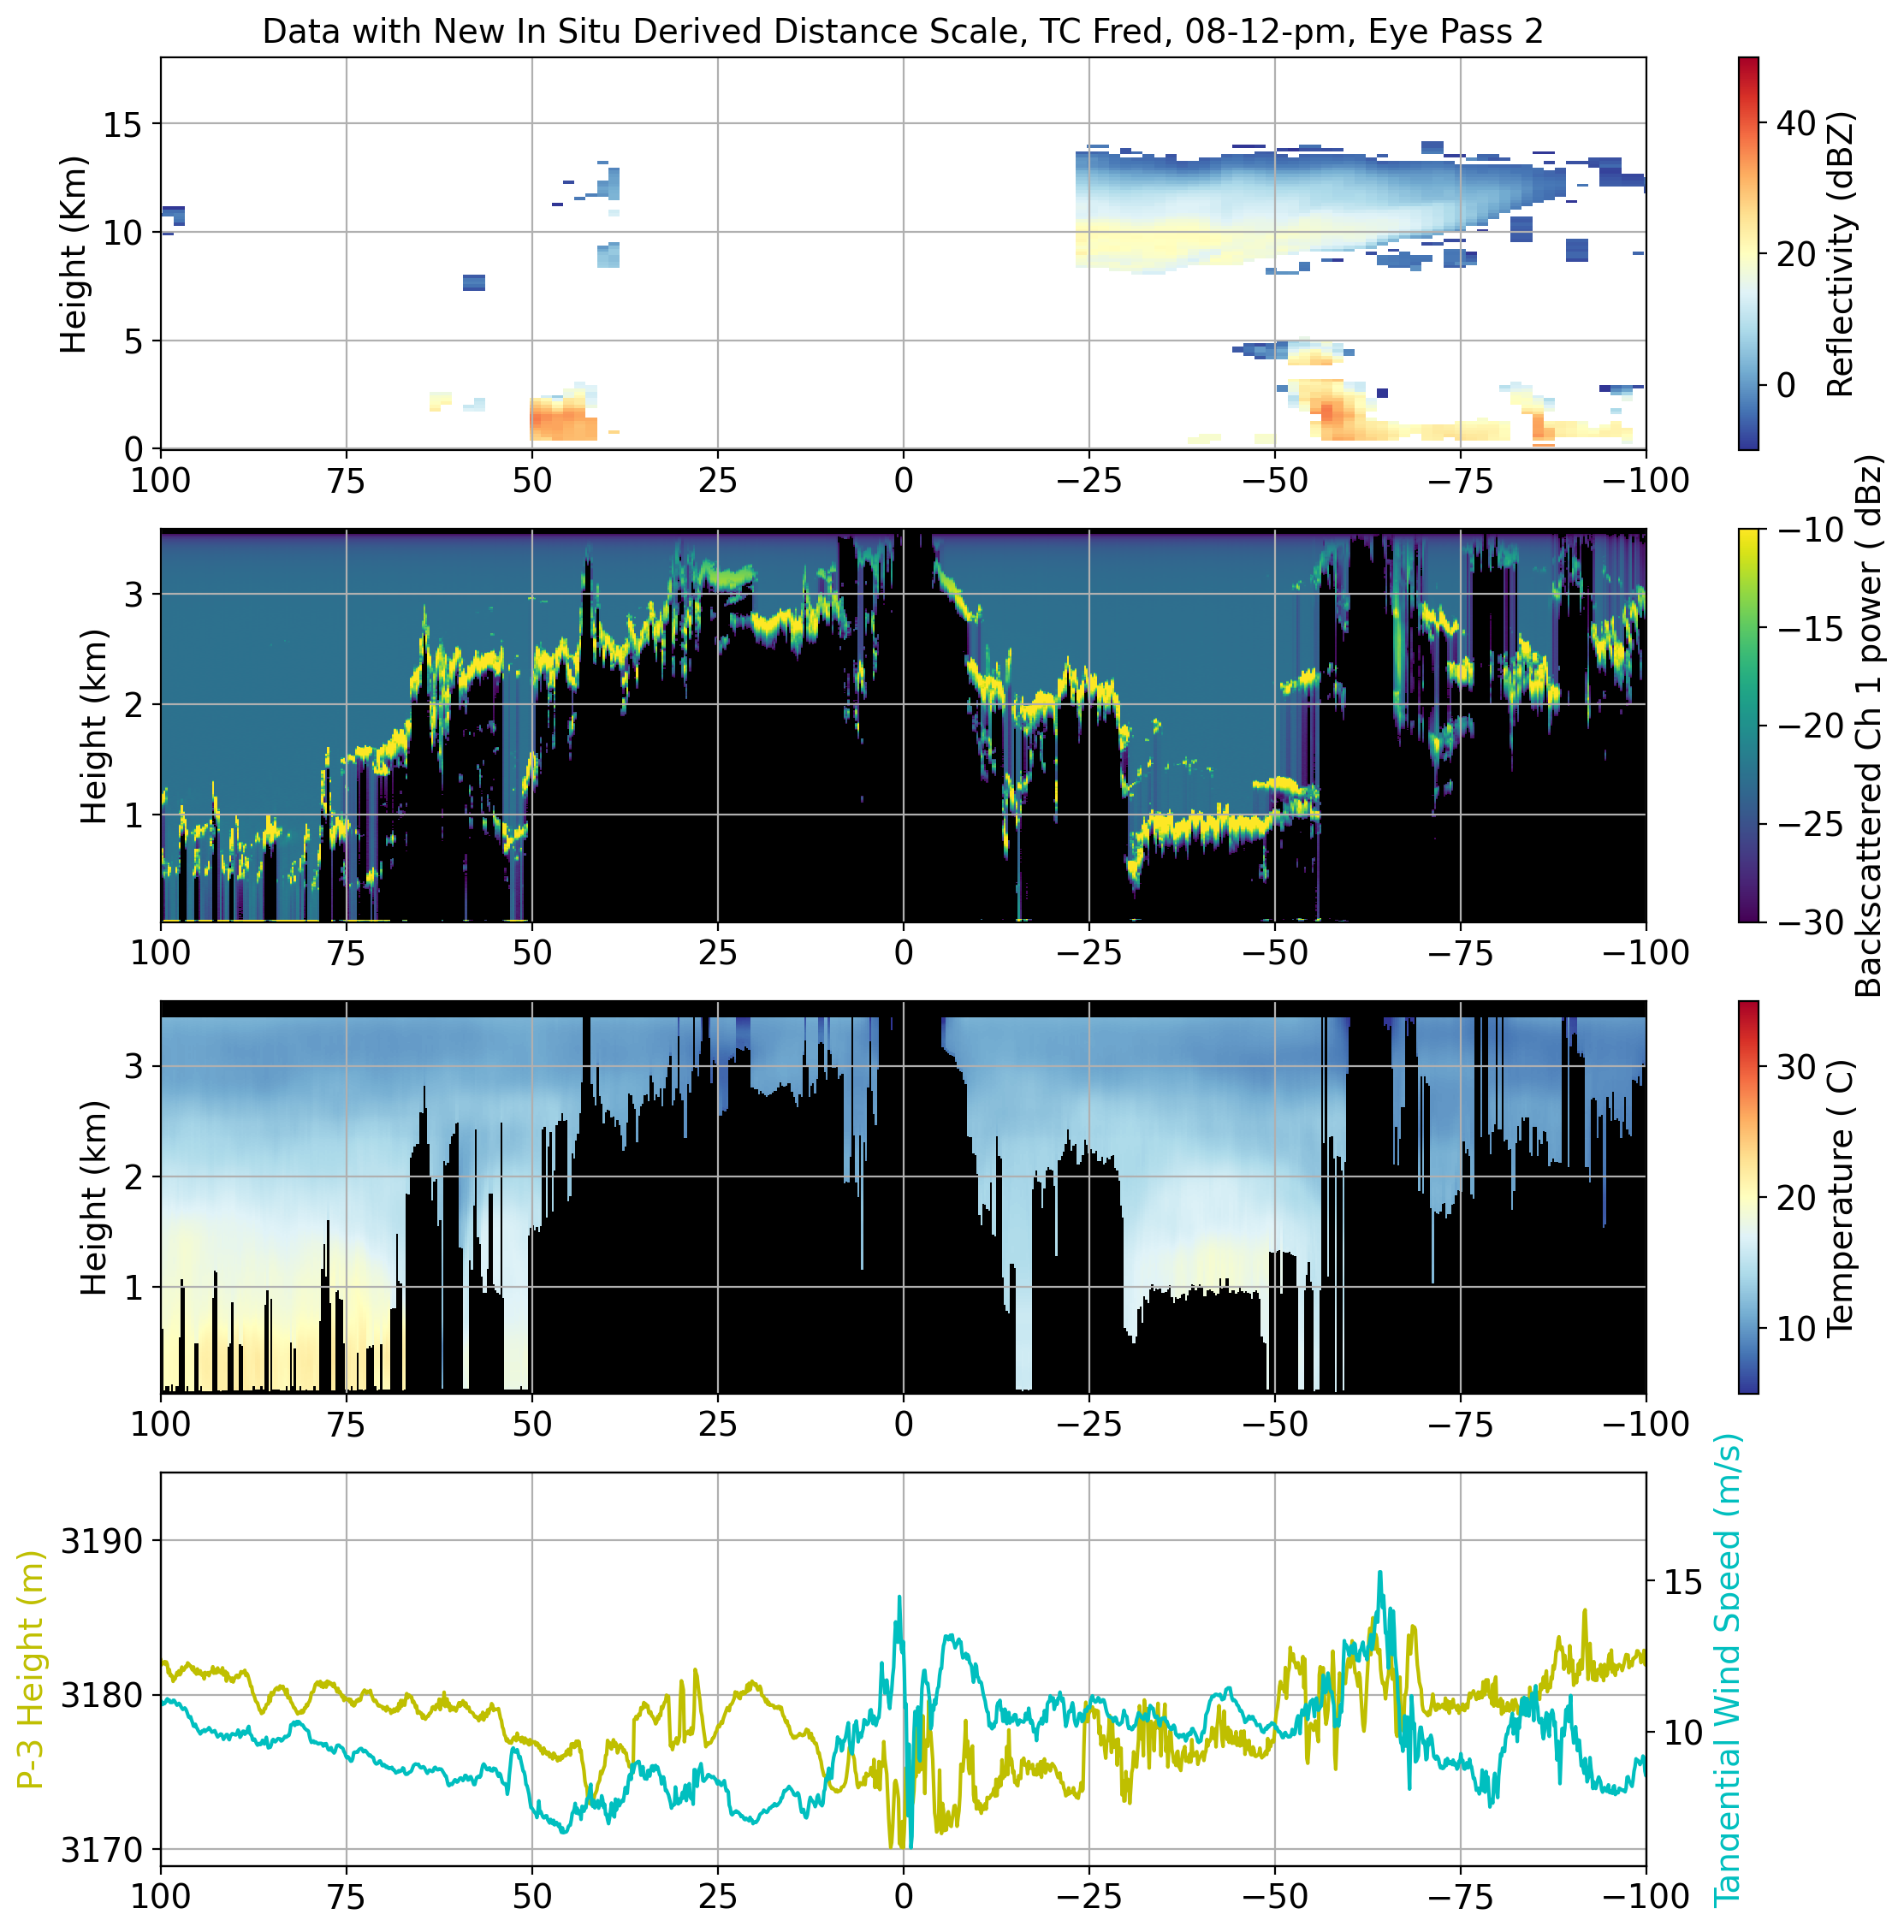 Data with New In Situ Derived Distance Scale, TC Fred, 08-12-pm, Eye Pass 2
Height (Km)
15
10
5
0
100 75 50 25 0 −25 −50 −75 −100
Reflectivity (dBZ)
40
20
0
Height (km)
3
2
1
100 75 50 25 0 −25 −50 −75 −100
Backscattered Ch 1 power ( dBz)
−10
−15
−20
−25
−30
Height (km)
3
2
1
100 75 50 25 0 −25 −50 −75 −100
Temperature ( C)
30
20
10
P-3 Height (m)
3190
3180
3170
100 75 50 25 0 −25 −50 −75 −100
Tangential Wind Speed (m/s)
15
10